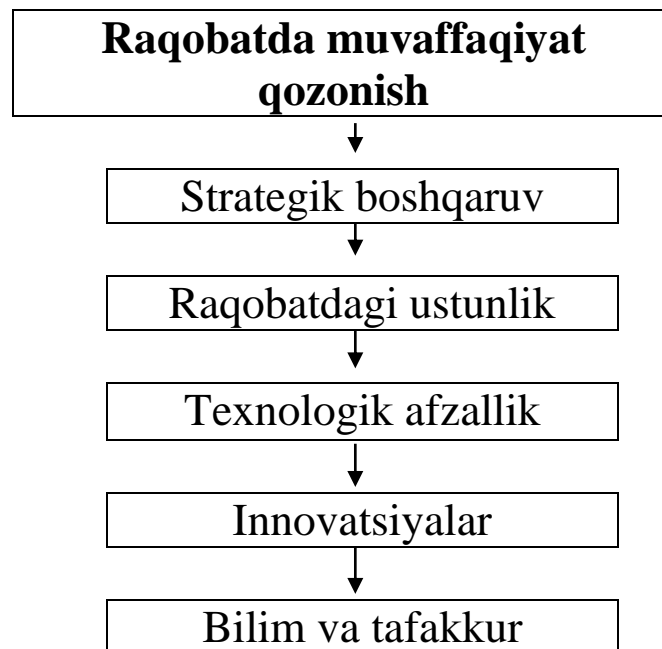 Raqobatda muvaffaqiyat
qozonish
Strategik boshqaruv
Raqobatdagi ustunlik
Texnologik afzallik
Innovatsiyalar
Bilim va tafakkur